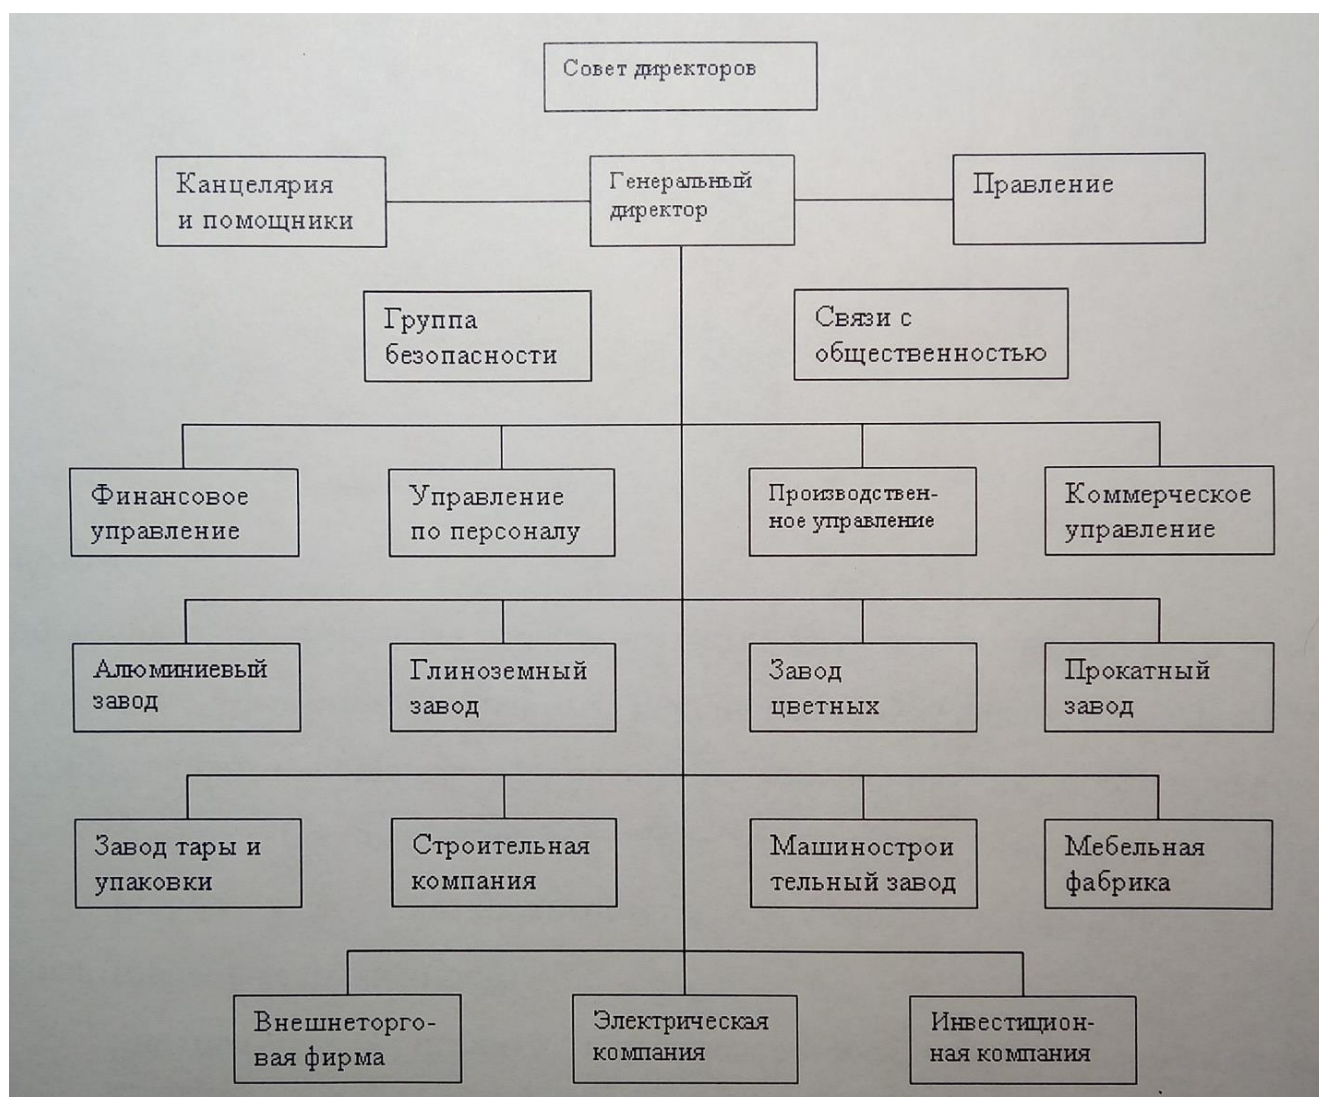 Совет директоров
Канцелярия
и помощники
Генеральный
директор
Правление
Группа
безопасности
Связи с
общественностью
Финансовое
управление
Управление
по персоналу
Производствен-
ное управление
Коммерческое
управление
Алюминиевый
завод
Глиноземный
завод
Завод
цветных
Прокатный
завод
Завод тары и
упаковки
Строительная
компания
Машинострои
тельный завод
Мебельная
фабрика
Внешнеторго-
вая фирма
Электрическая
компания
Инвестицион-
ная компания